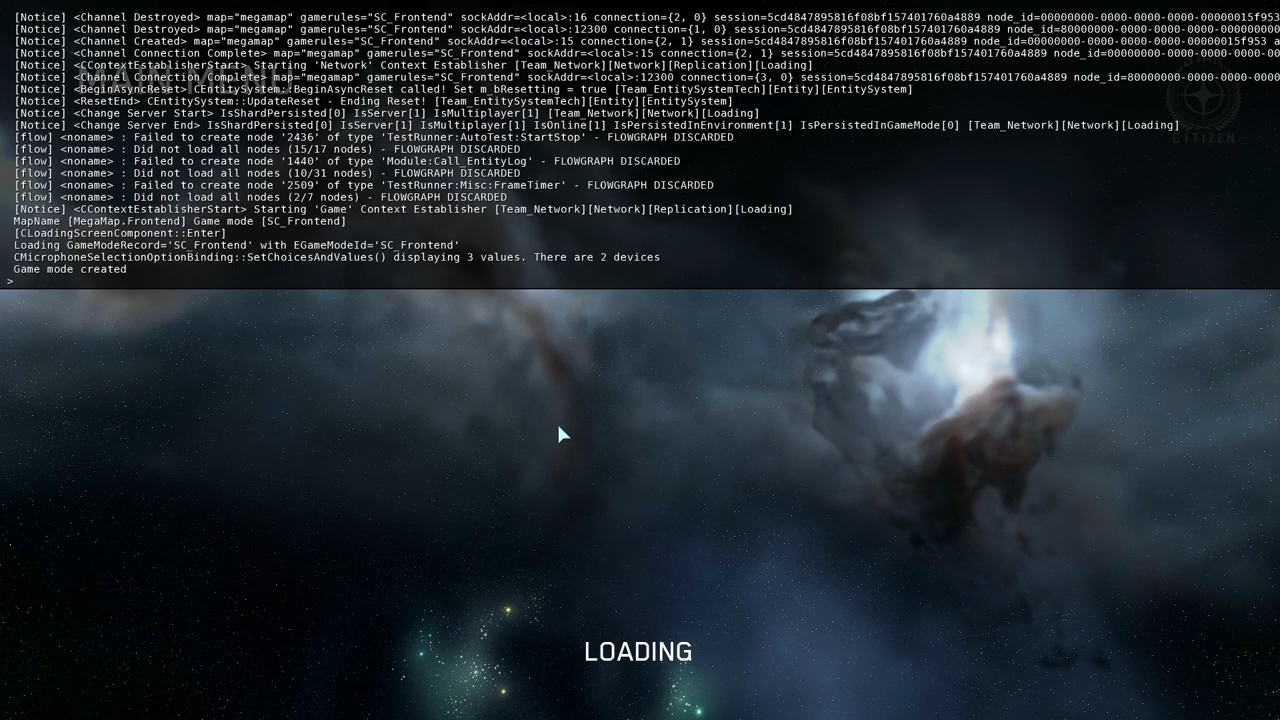 [Notice] <Channel Destroyed> map="megamap" gamerules="SC_Frontend" sockAddr=<local>:16 connection={2, 0} session=5cd4847895816f08bf157401760a4889 node_id=00000000-0000-0000-0000-00000015f953
[Notice] <Channel Destroyed> map="megamap" gamerules="SC_Frontend" sockAddr=<local>:12300 connection={1, 0} session=5cd4847895816f08bf157401760a4889 node_id=80000000-0000-0000-0000-000000000
[Notice] <Channel Created> map="megamap" gamerules="SC_Frontend" sockAddr=<local>:15 connection={2, 1} session=5cd4847895816f08bf157401760a4889 node_id=00000000-0000-0000-0000-00000015f953
[Notice] <Channel Connection Complete> map="megamap" gamerules="SC_Frontend" sockAddr=<local>:15 connection={2, 1} session=5cd4847895816f08bf157401760a4889 node_id=00000000-0000-0000-0000-00
[Notice] <CContextEstablisherStart> Starting 'Network' Context Establisher [Team_Network][Network][Replication][Loading]
MAIN MENU
[Notice] <Channel Connection Complete> map="megamap" gamerules="SC_Frontend" sockAddr=<local>:12300 connection={3, 0} session=5cd4847895816f08bf157401760a4889 node_id=80000000-0000-0000-0000
[Notice] CEntitySystem::BeginAsyncReset called! Set m_bResetting = true [Team_EntitySystemTech][Entity][EntitySystem]
[Notice] <ResetEnd> CEntitySystem::UpdateReset - Ending Reset! [Team_EntitySystemTech][Entity][EntitySystem]
[Notice] <Change Server Start> IsShardPersisted[0] IsServer[1] IsMultiplayer[1] [Team_Network][Network][Loading]
[Notice] <Change Server End> IsShardPersisted[0] IsServer[1] IsMultiplayer[1] IsOnline[1] IsPersistedInEnvironment[1] IsPersistedInGameMode[0] [Team_Network][Network][Loading]
CITIZEN
[flow] <noname> : Failed to create node '2436' of type 'TestRunner:AutoTest:StartStop' - FLOWGRAPH DISCARDED
[flow] <noname> : Did not load all nodes (15/17 nodes) - FLOWGRAPH DISCARDED
[flow] <noname> : Failed to create node '1440' of type 'Module:Call_EntityLog' - FLOWGRAPH DISCARDED
[flow] <noname> : Did not load all nodes (10/31 nodes) - FLOWGRAPH DISCARDED
[flow] <noname> : Failed to create node '2509' of type 'TestRunner:Misc:FrameTimer' - FLOWGRAPH DISCARDED
[flow] <noname> : Did not load all nodes (2/7 nodes) - FLOWGRAPH DISCARDED
[Notice] <CContextEstablisherStart> Starting 'Game' Context Establisher [Team_Network][Network][Replication][Loading]
MapName [MegaMap.Frontend] Game mode [SC_Frontend]
[CLoadingScreenComponent::Enter]
Loading GameModeRecord='SC_Frontend' with EGameModeId='SC_Frontend'
CMicrophoneSelectionOptionBinding::SetChoicesAndValues() displaying 3 values. There are 2 devices
Game mode created
>
LOADING